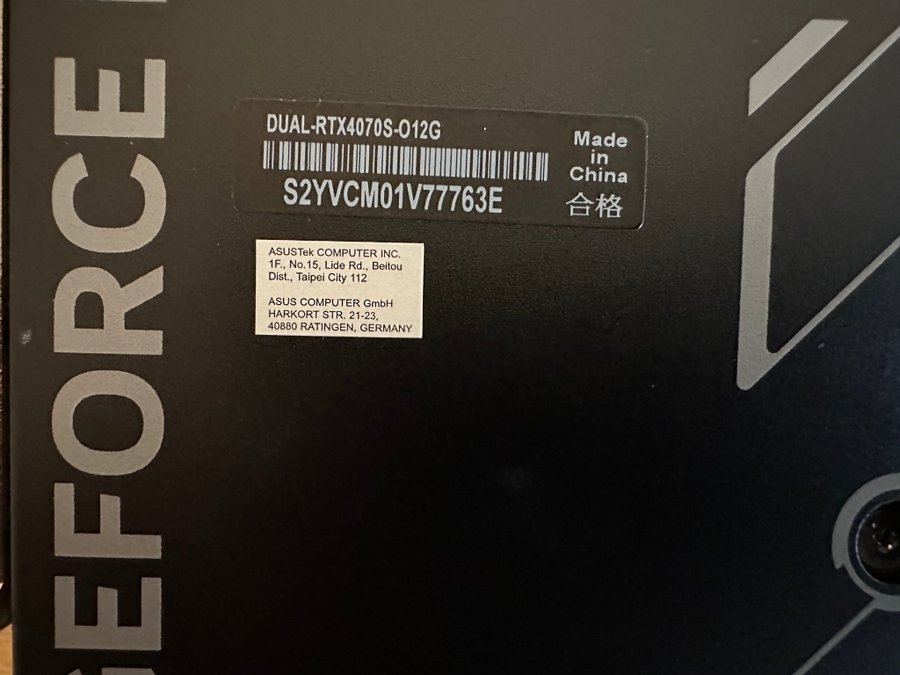 GEFORCE
DUAL-RTX4070S-O12G
S2YVCM01V77763E
Made
in
China
合格
ASUSTek COMPUTER INC.
1F., No.15, Lide Rd., Beitou
Dist., Taipei City 112
ASUS COMPUTER GmbH
HARKORT STR. 21-23,
40880 RATINGEN, GERMANY